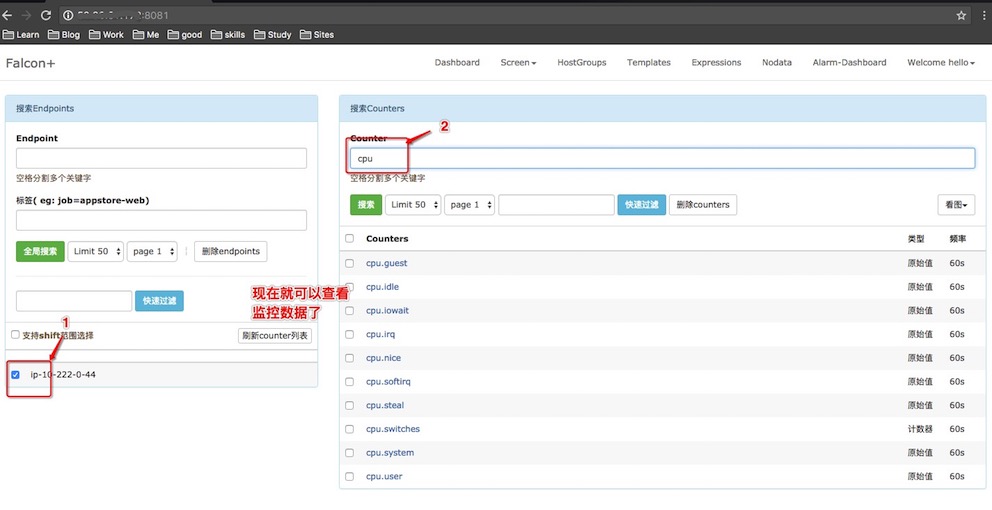 :8081
Learn Blog Work Me good skills Study Sites
Falcon+ Dashboard Screen HostGroups Templates Expressions Nodata Alarm-Dashboard Welcome hello
搜索Endpoints
Endpoint
空格分割多个关键字
标签( eg: job=appstore-web)
全局搜索 Limit 50 page 1 删除endpoints
快速过滤
支持shift范围选择 刷新counter列表
1
ip-10-222-0-44
现在就可以查看
监控数据了
搜索Counters
Counter
2
cpu
空格分割多个关键字
搜索 Limit 50 page 1 快速过滤 删除counters 看图
Counters 类型 频率
cpu.guest 原始值 60s
cpu.idle 原始值 60s
cpu.iowait 原始值 60s
cpu.irq 原始值 60s
cpu.nice 原始值 60s
cpu.softirq 原始值 60s
cpu.steal 原始值 60s
cpu.switches 计数器 60s
cpu.system 原始值 60s
cpu.user 原始值 60s